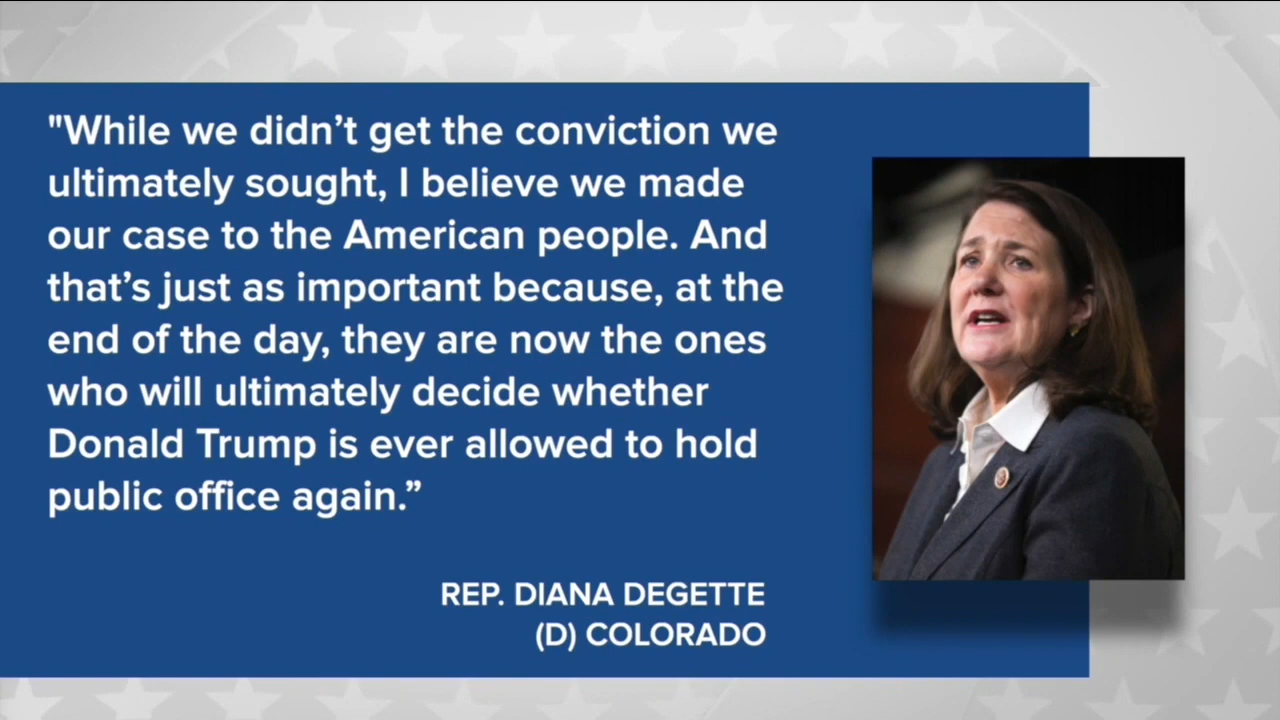 "While we didn’t get the conviction we
ultimately sought, I believe we made
our case to the American people. And
that’s just as important because, at the
end of the day, they are now the ones
who will ultimately decide whether
Donald Trump is ever allowed to hold
public office again.”
REP. DIANA DEGETTE
(D) COLORADO